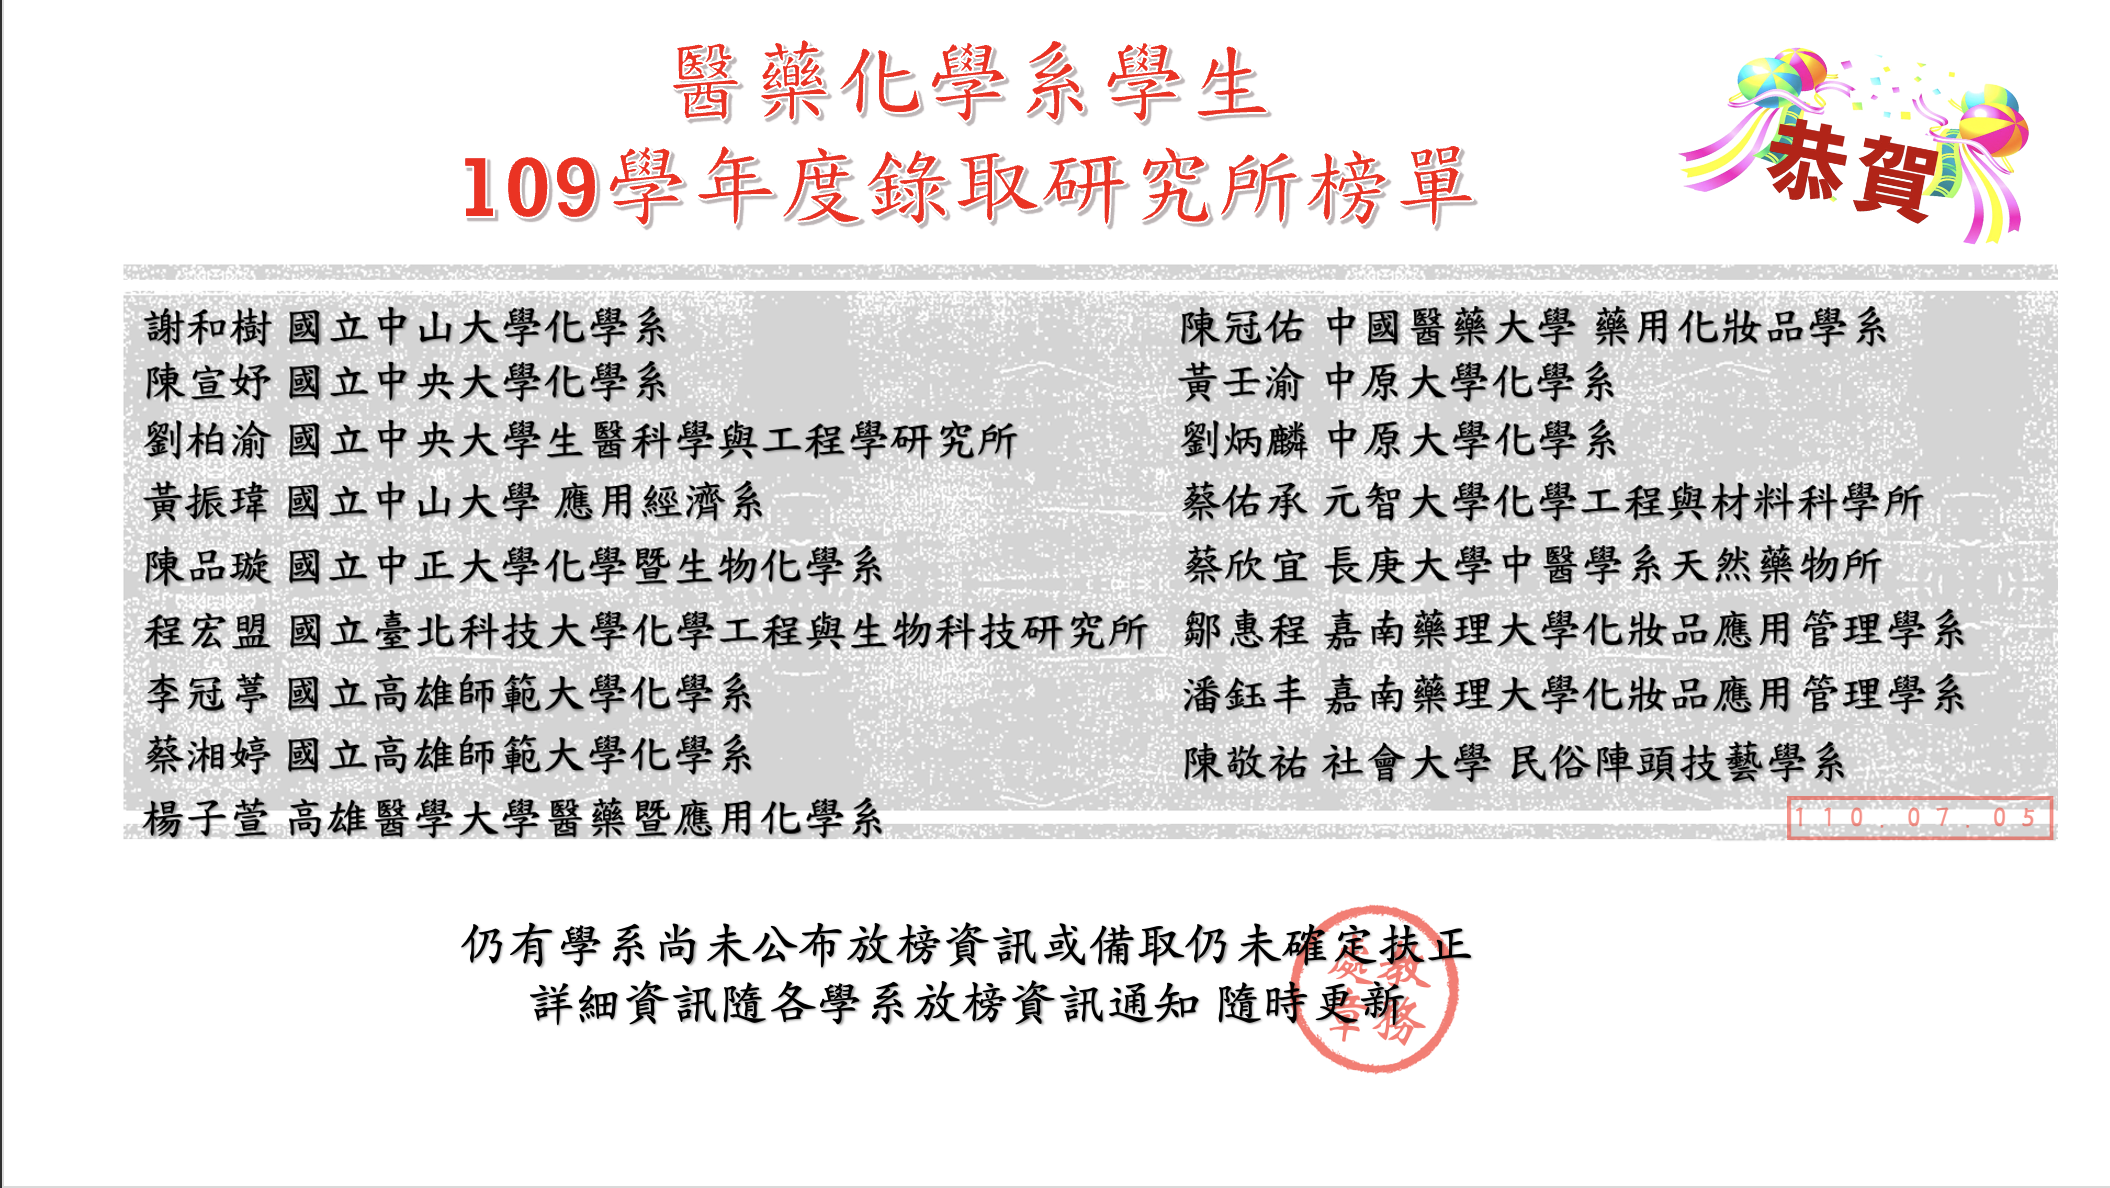 醫藥化學系學生
109學年度錄取研究所榜單
恭賀
謝和樹 國立中山大學化學系
陳宣妤 國立中央大學化學系
劉柏渝 國立中央大學生醫科學與工程學研究所
黃振瑋 國立中山大學 應用經濟系
陳品璇 國立中正大學化學暨生物化學系
程宏盟 國立臺北科技大學化學工程與生物科技研究所
李冠葶 國立高雄師範大學化學系
蔡湘婷 國立高雄師範大學化學系
楊子萱 高雄醫學大學醫藥暨應用化學系
陳冠佑 中國醫藥大學 藥用化妝品學系
黃壬渝 中原大學化學系
劉炳麟 中原大學化學系
蔡佑承 元智大學化學工程與材料科學所
蔡欣宜 長庚大學中醫學系天然藥物所
鄒惠程 嘉南藥理大學化妝品應用管理學系
潘鈺丰 嘉南藥理大學化妝品應用管理學系
陳敬祐 社會大學 民俗陣頭技藝學系
110.07.05
仍有學系尚未公布放榜資訊或備取仍未確定扶正
詳細資訊隨各學系放榜資訊通知 隨時更新
教務
處章